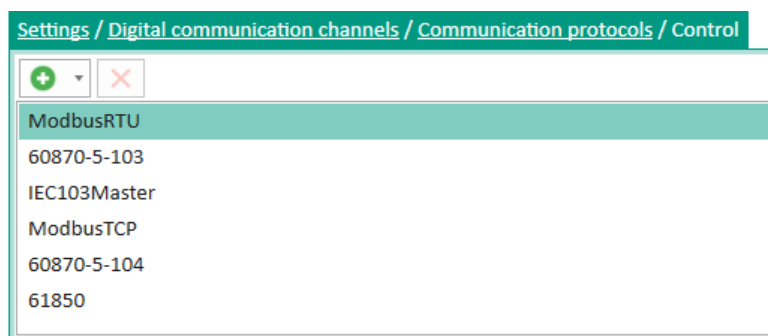 Settings / Digital communication channels / Communication protocols / Control
ModbusRTU
60870-5-103
IEC103Master
ModbusTCP
60870-5-104
61850